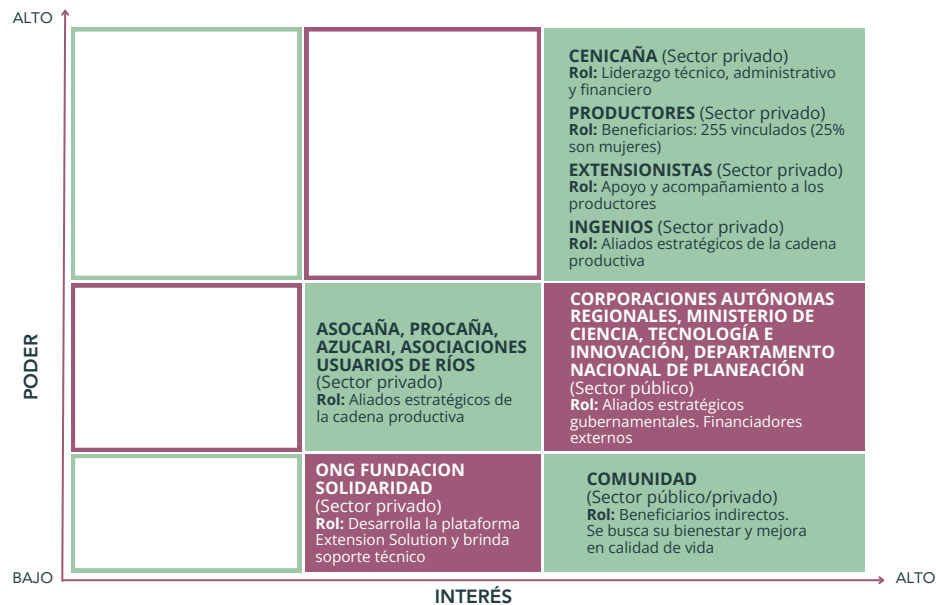 ALTO
CENICAÑA (Sector privado)
Rol: Liderazgo técnico, administrativo
y financiero
PRODUCTORES (Sector privado)
Rol: Beneficiarios: 255 vinculados (25%
son mujeres)
EXTENSIONISTAS (Sector privado)
Rol: Apoyo y acompañamiento a los
productores
INGENIOS (Sector privado)
Rol: Aliados estratégicos de la cadena
productiva
PODER
ASOCAÑA, PROCAÑA,
AZUCARI, ASOCIACIONES
USUARIOS DE RÍOS
(Sector privado)
Rol: Aliados estratégicos de
la cadena productiva
CORPORACIONES AUTÓNOMAS
REGIONALES, MINISTERIO DE
CIENCIA, TECNOLOGÍA E
INNOVACIÓN, DEPARTAMENTO
NACIONAL DE PLANEACIÓN
(Sector público)
Rol: Aliados estratégicos
gubernamentales. Financiadores
externos
ONG FUNDACION
SOLIDARIDAD
(Sector privado)
Rol: Desarrolla la plataforma
Extension Solution y brinda
soporte técnico
COMUNIDAD
(Sector público/privado)
Rol: Beneficiarios indirectos.
Se busca su bienestar y mejora
en calidad de vida
BAJO
INTERÉS
ALTO